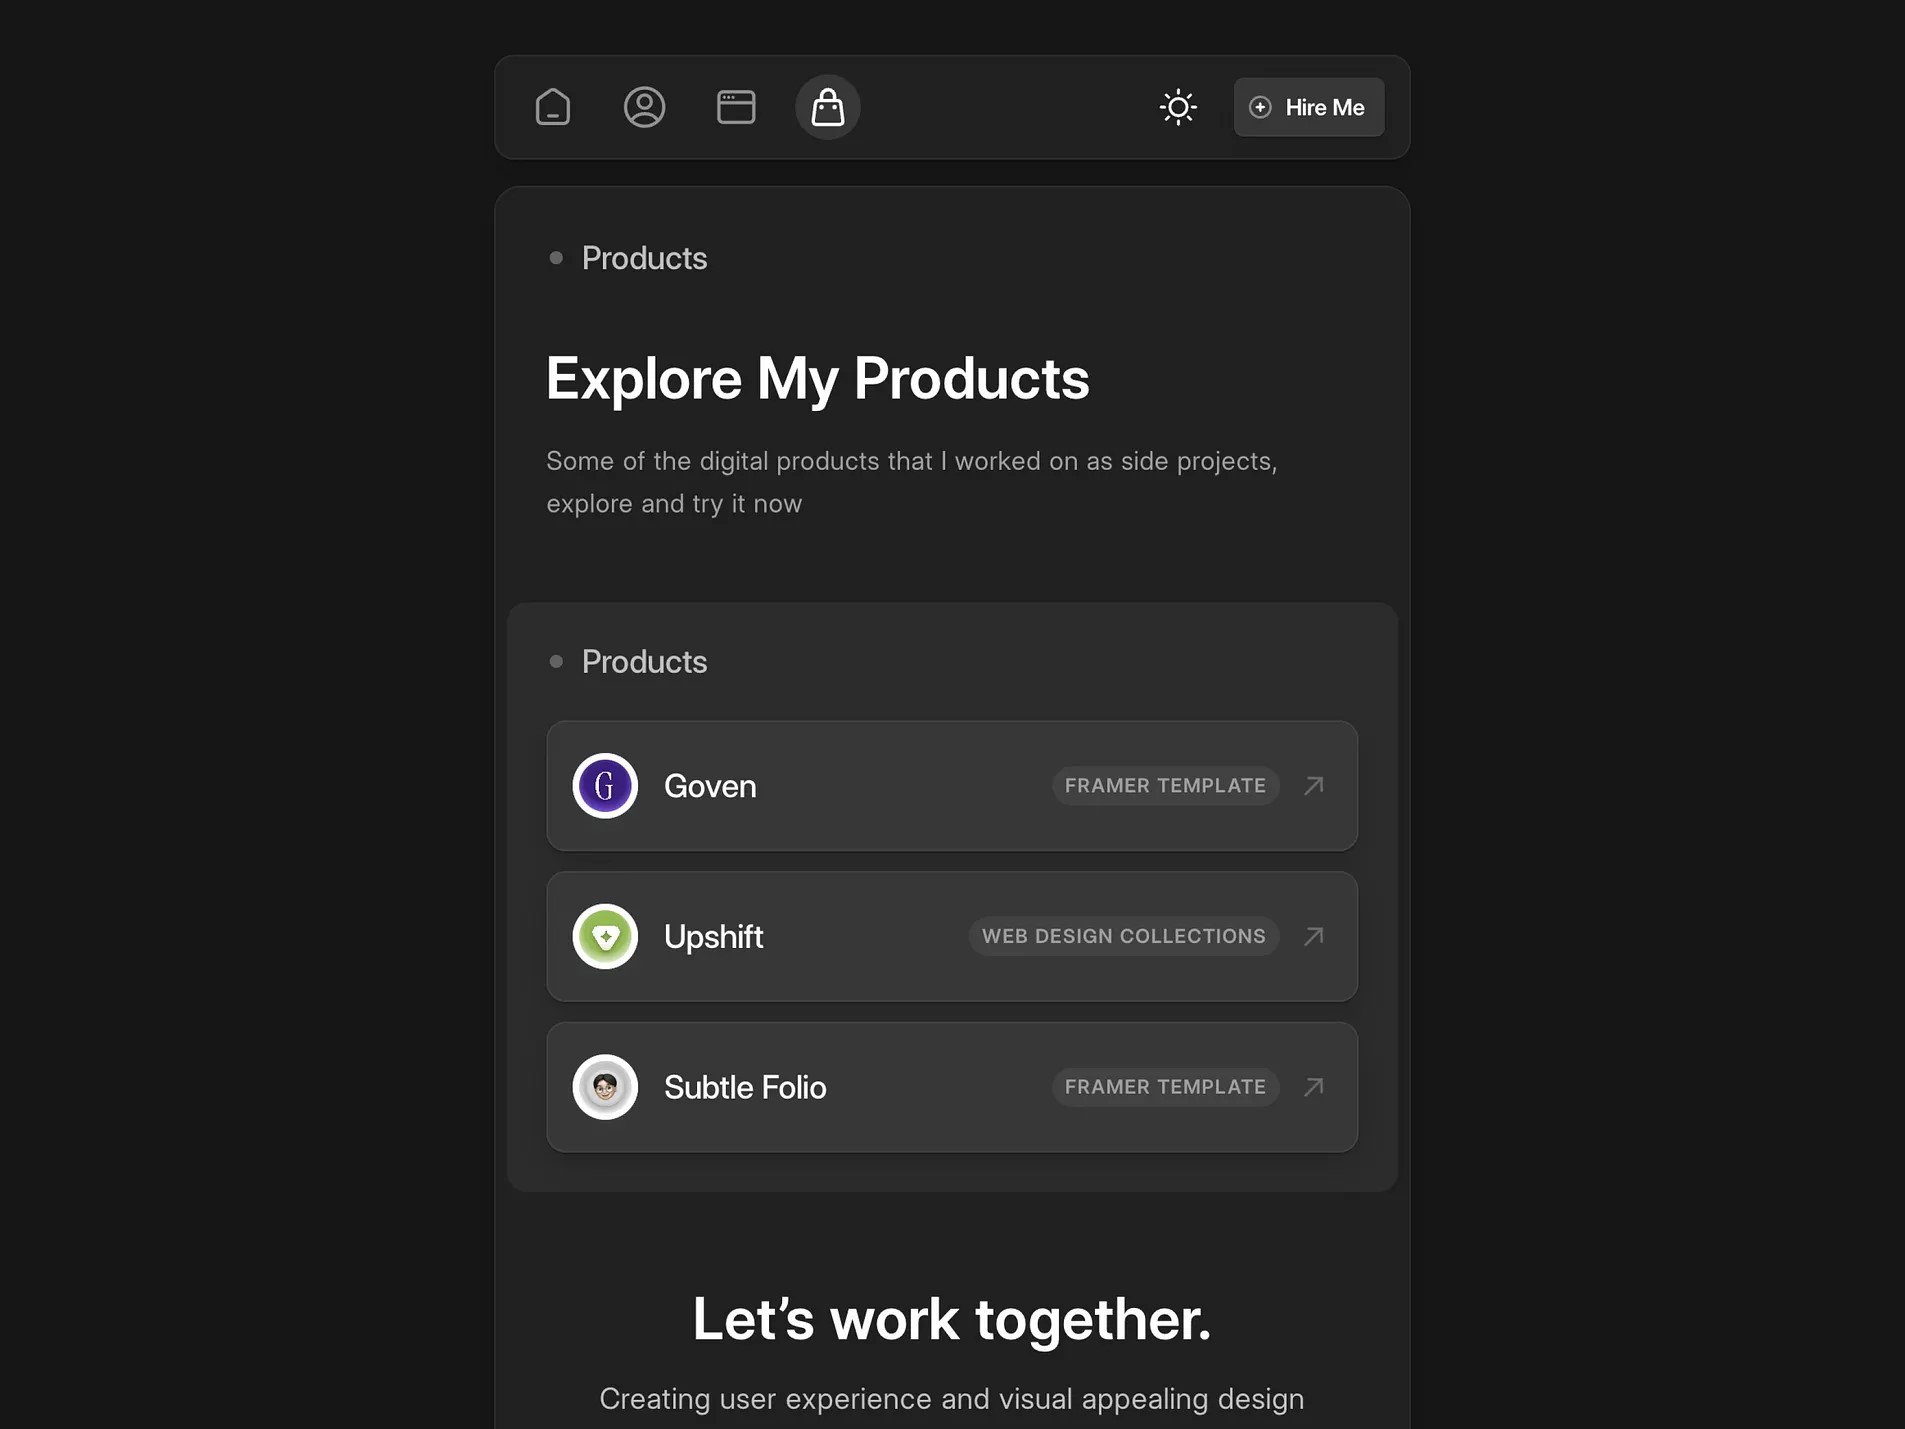 Hire Me
Products
Explore My Products
Some of the digital products that I worked on as side projects,
explore and try it now
Products
G
Goven
FRAMER TEMPLATE
Upshift
WEB DESIGN COLLECTIONS
Subtle Folio
FRAMER TEMPLATE
Let’s work together.
Creating user experience and visual appealing design